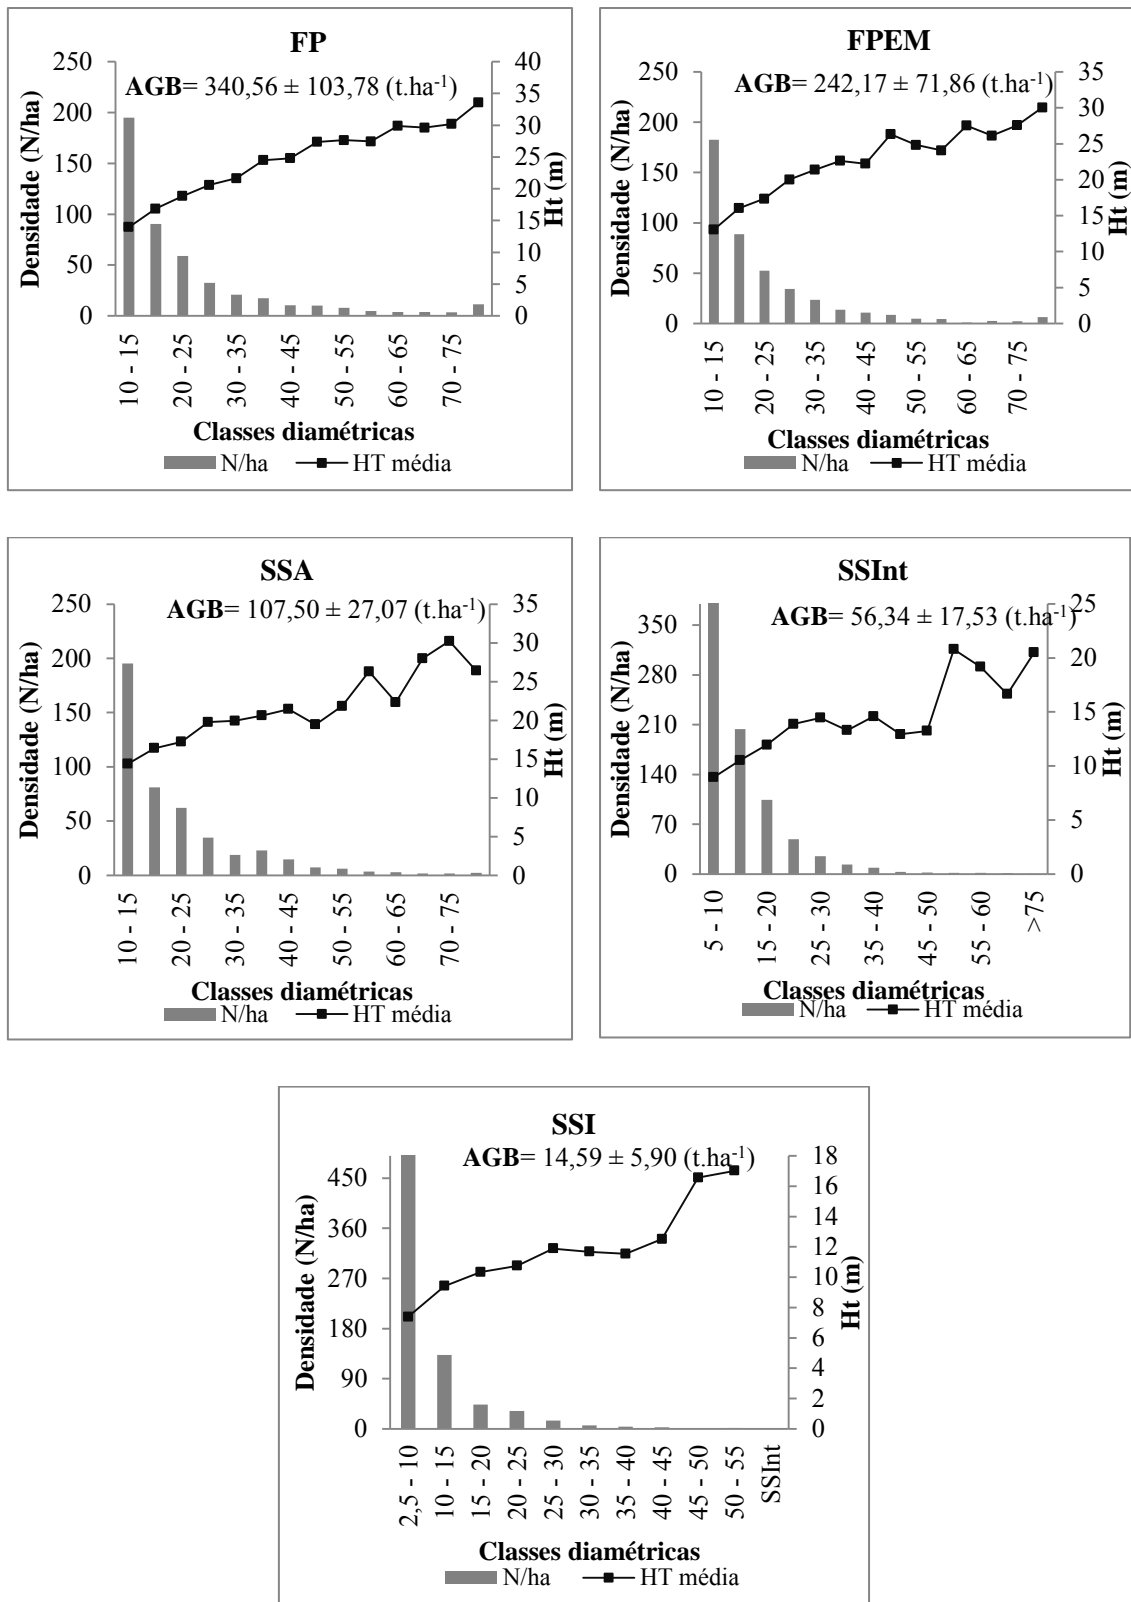 FP
AGB= 340,56 ± 103,78 (t.ha-1)
Densidade (N/ha)
250
200
150
100
50
0
40
35
30
25
20
15
10
5
0
Ht (m)
10 - 15
20 - 25
30 - 35
40 - 45
50 - 55
60 - 65
70 - 75
Classes diamétricas
N/ha HT média
FPEM
AGB= 242,17 ± 71,86 (t.ha-1)
Densidade (N/ha)
250
200
150
100
50
0
35
30
25
20
15
10
5
0
Ht (m)
10 - 15
20 - 25
30 - 35
40 - 45
50 - 55
60 - 65
70 - 75
Classes diamétricas
N/ha HT média
SSA
AGB= 107,50 ± 27,07 (t.ha-1)
Densidade (N/ha)
250
200
150
100
50
0
35
30
25
20
15
10
5
0
Ht (m)
10 - 15
20 - 25
30 - 35
40 - 45
50 - 55
60 - 65
70 - 75
Classes diamétricas
N/ha HT média
SSInt
AGB= 56,34 ± 17,53 (t.ha-1)
Densidade (N/ha)
350
280
210
140
70
0
25
20
15
10
5
0
Ht (m)
5 - 10
15 - 20
25 - 30
35 - 40
45 - 50
55 - 60
>75
Classes diamétricas
N/ha HT média
SSI
AGB= 14,59 ± 5,90 (t.ha-1)
Densidade (N/ha)
450
360
270
180
90
0
18
16
14
12
10
8
6
4
2
0
Ht (m)
2,5 - 10
10 - 15
15 - 20
20 - 25
25 - 30
30 - 35
35 - 40
40 - 45
45 - 50
50 - 55
SSInt
Classes diamétricas
N/ha HT média